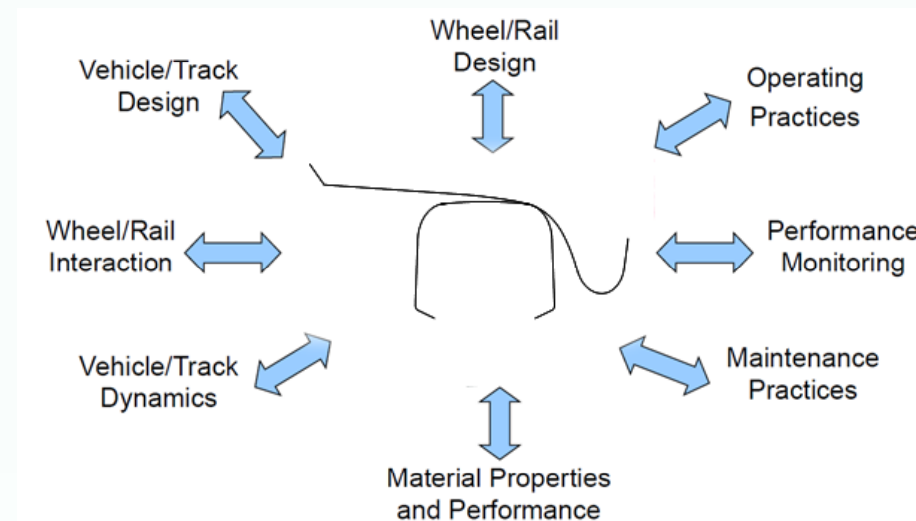 Wheel/Rail
Design
Vehicle/Track
Design
Operating
Practices
Wheel/Rail
Interaction
Performance
Monitoring
Vehicle/Track
Dynamics
Maintenance
Practices
Material Properties
and Performance